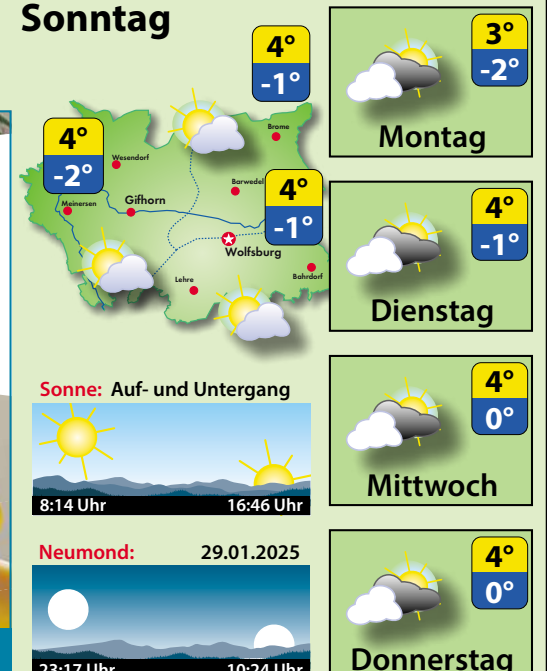 Sonntag
4°
-1°
4°
-2°
4°
-1°
Brome
Wesendorf
Barwedel
Meinersen
Gifhorn
Wolfsburg
Lehre
Bahrdorf
3°
-2°
Montag
4°
-1°
Dienstag
4°
0°
Mittwoch
4°
0°
Donnerstag
Sonne: Auf- und Untergang
8:14 Uhr 16:46 Uhr
Neumond: 29.01.2025
23:17 Uhr 10:24 Uhr